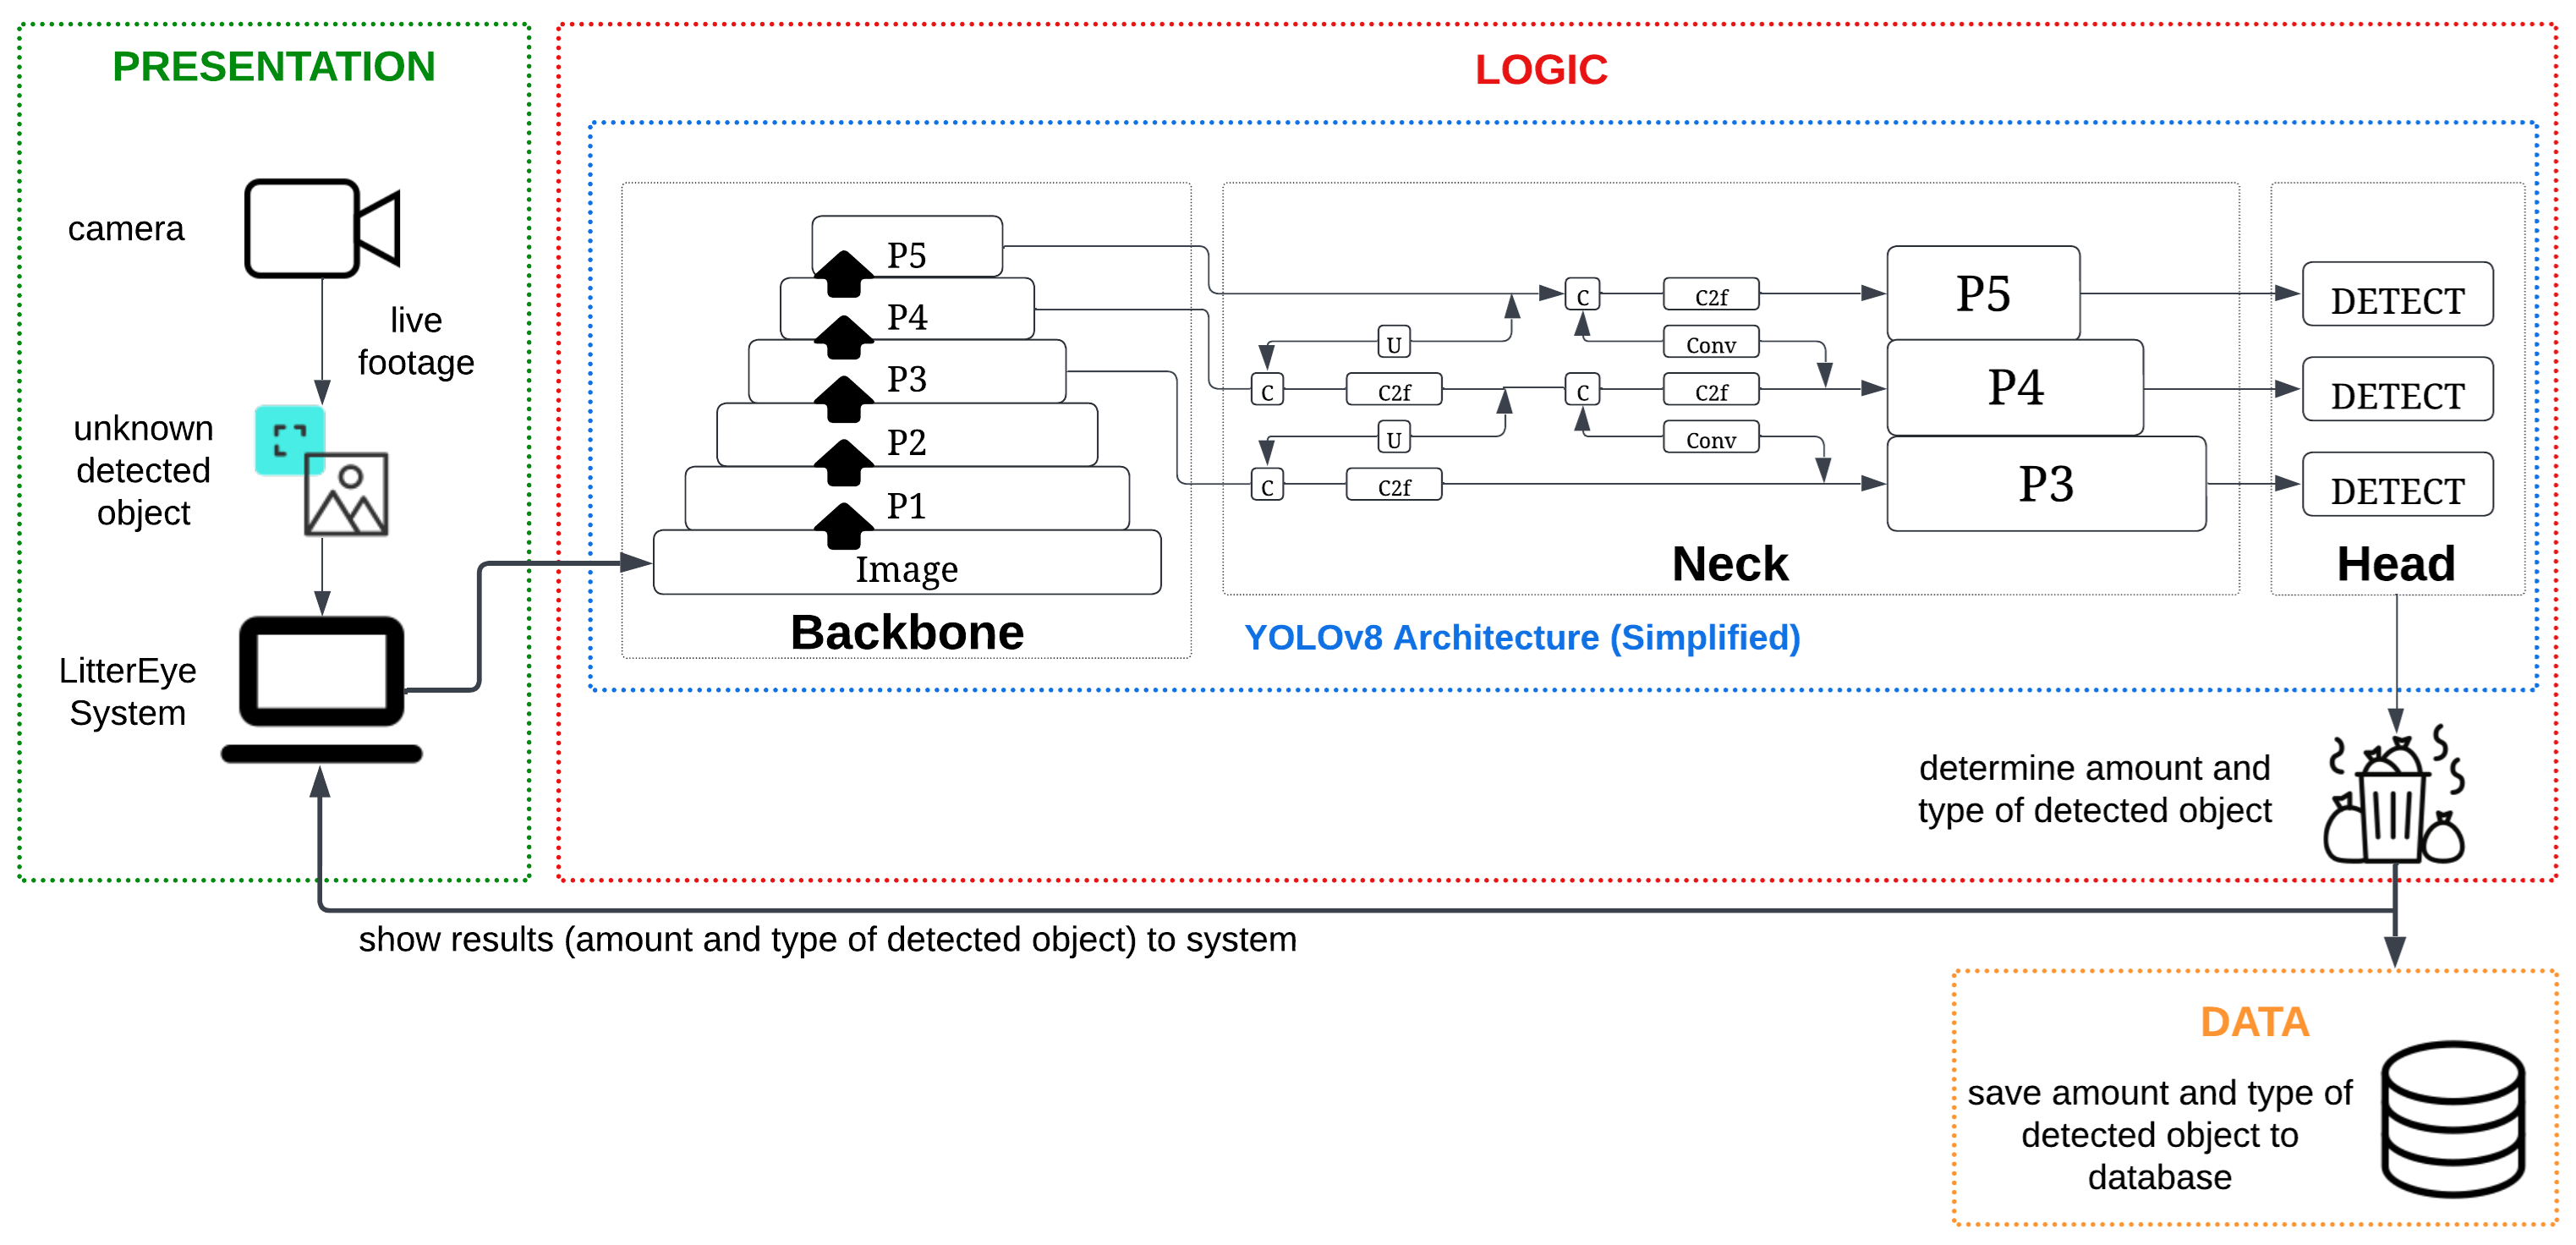 PRESENTATION
camera
live
footage
unknown
detected
object
LitterEye
System
LOGIC
P5
P4
P3
P2
P1
Image
Backbone
C
C2f
P5
DETECT
U
Conv
C
C2f
C
C2f
P4
DETECT
U
Conv
C
C2f
P3
DETECT
Neck
Head
YOLOv8 Architecture (Simplified)
determine amount and
type of detected object
show results (amount and type of detected object) to system
DATA
save amount and type of
detected object to
database